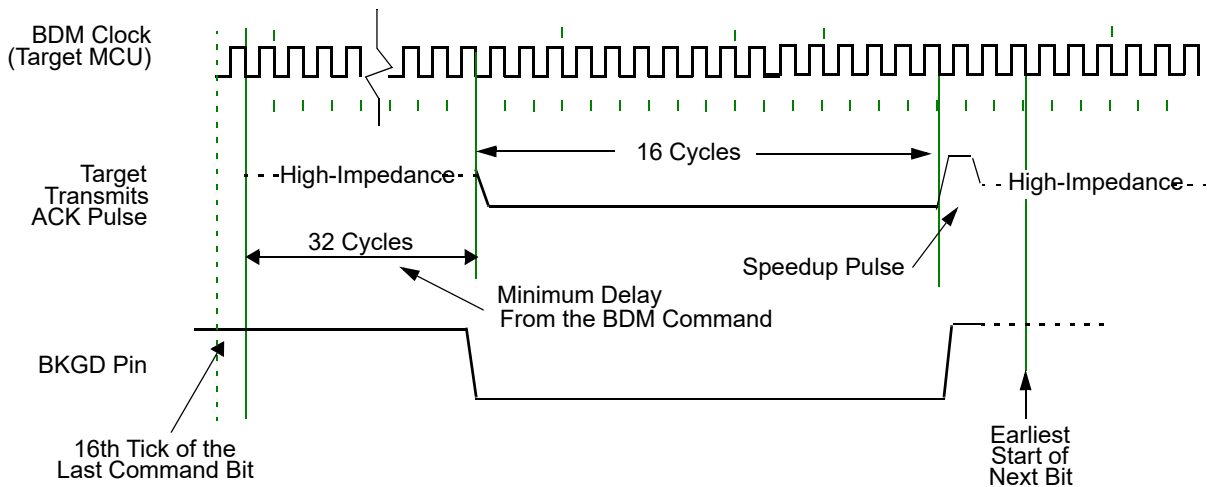 BDM Clock
(Target MCU)
16 Cycles
Target
Transmits
ACK Pulse
High-Impedance
High-Impedance
32 Cycles
Speedup Pulse
Minimum Delay
From the BDM Command
BKGD Pin
16th Tick of the
Last Command Bit
Earliest
Start of
Next Bit